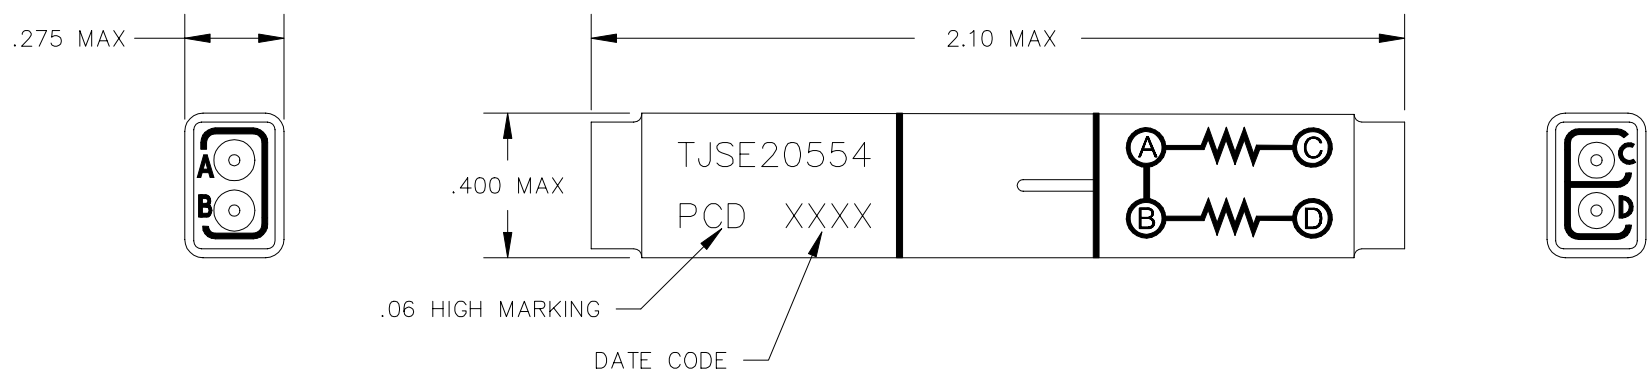 .275 MAX
2.10 MAX
A
B
.400 MAX
TJSE20554
PCD XXXX
A C
B D
C
D
.06 HIGH MARKING
DATE CODE